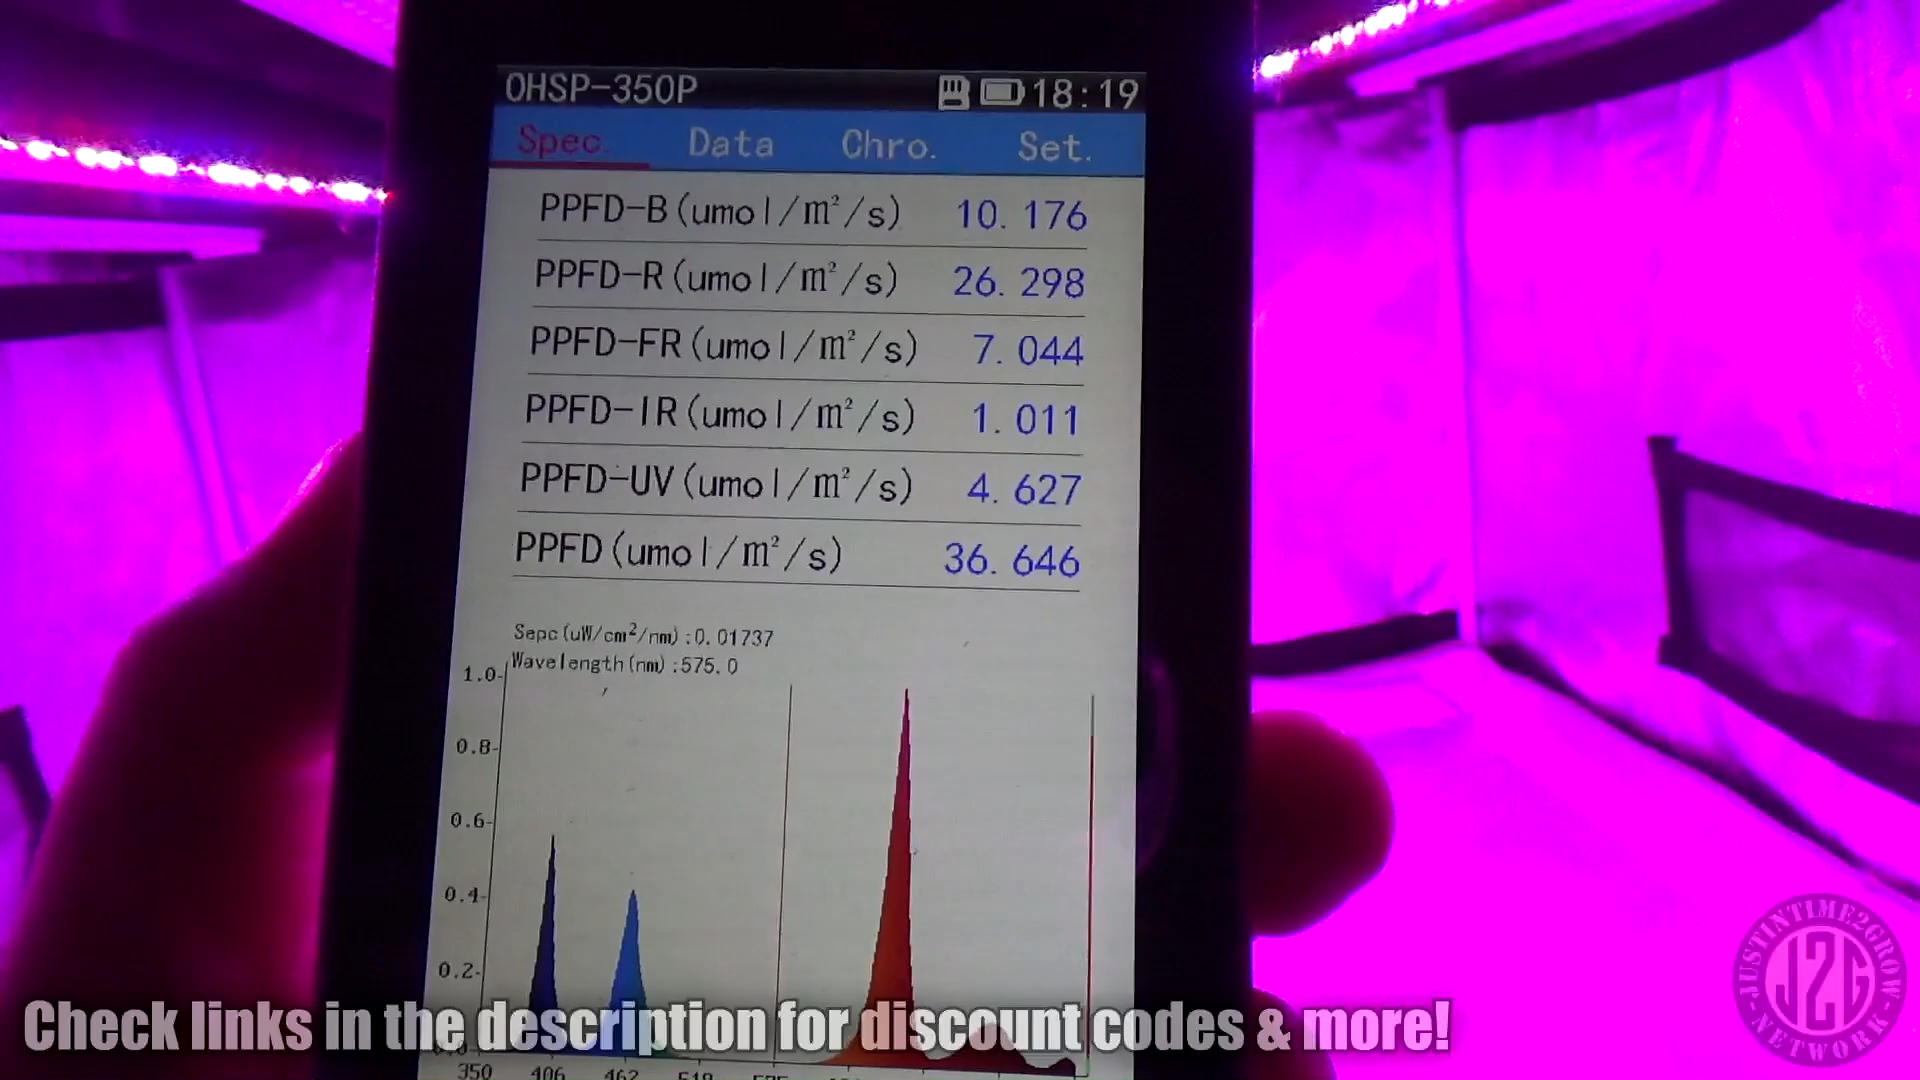 OHSP-350P 18:19
Spec. Data Chro. Set.
PPFD-B(umol/m²/s) 10.176
PPFD-R(umol/m²/s) 26.298
PPFD-FR(umol/m²/s) 7.044
PPFD-IR(umol/m²/s) 1.011
PPFD-UV(umol/m²/s) 4.627
PPFD(umol/m²/s) 36.646
Sepc(uW/cm²/nm):0.01737
Wavelength(nm):575.0
1.0
0.8
0.6
0.4
0.2
Check links in the description for discount codes & more!
350 406 462
JUSTINTIME2GROW
J2G
NETWORK